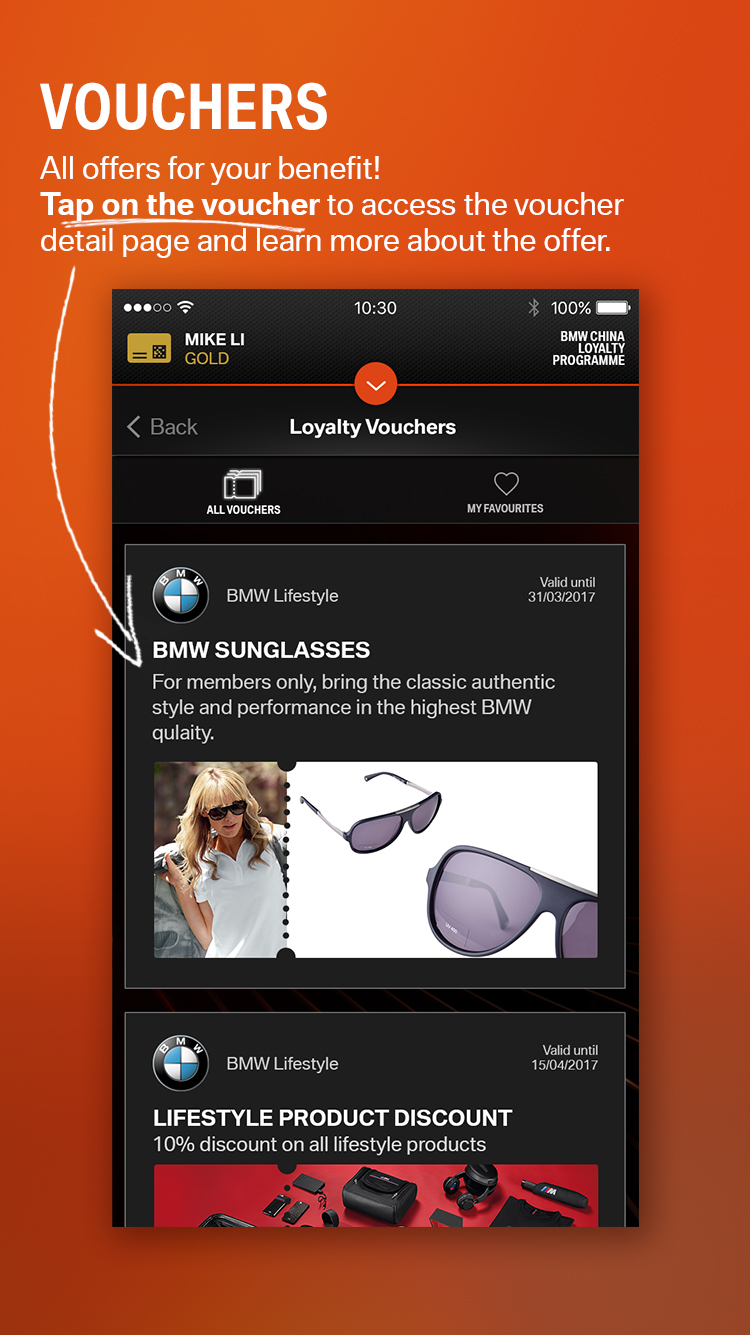 VOUCHERS
All offers for your benefit!
Tap on the voucher to access the voucher
detail page and learn more about the offer.
10:30
100%
MIKE LI
GOLD
BMW CHINA
LOYALTY
PROGRAMME
Back
Loyalty Vouchers
ALL VOUCHERS
MY FAVOURITES
BMW
BMW Lifestyle
Valid until
31/03/2017
BMW SUNGLASSES
For members only, bring the classic authentic
style and performance in the highest BMW
qulaity.
UV 400
BMW
BMW Lifestyle
Valid until
15/04/2017
LIFESTYLE PRODUCT DISCOUNT
10% discount on all lifestyle products
M